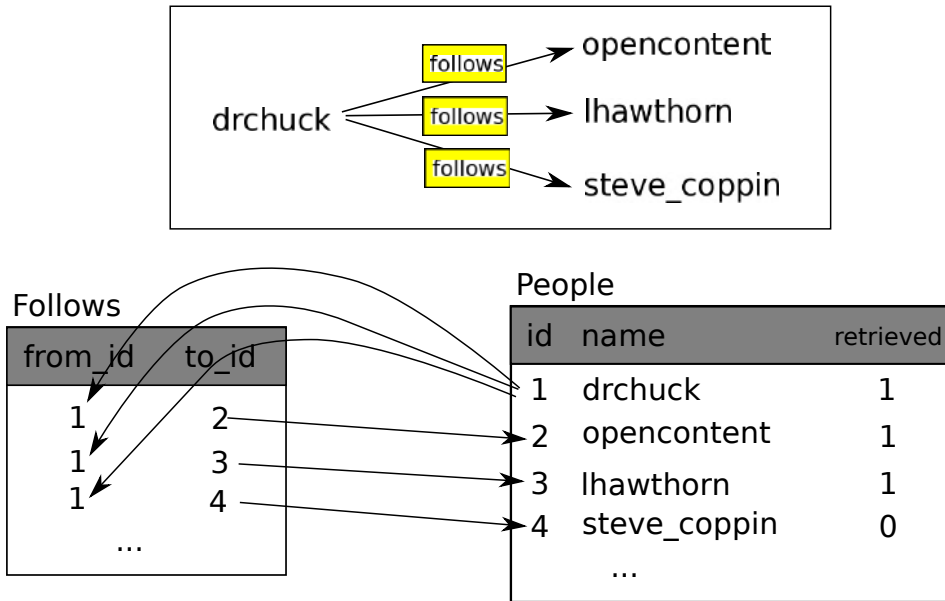 follows opencontent
drchuck follows lhawthorn
follows steve_coppin
Follows
from_id to_id
1 2
1 3
1 4
...
People
id name retrieved
1 drchuck 1
2 opencontent 1
3 lhawthorn 1
4 steve_coppin 0
...